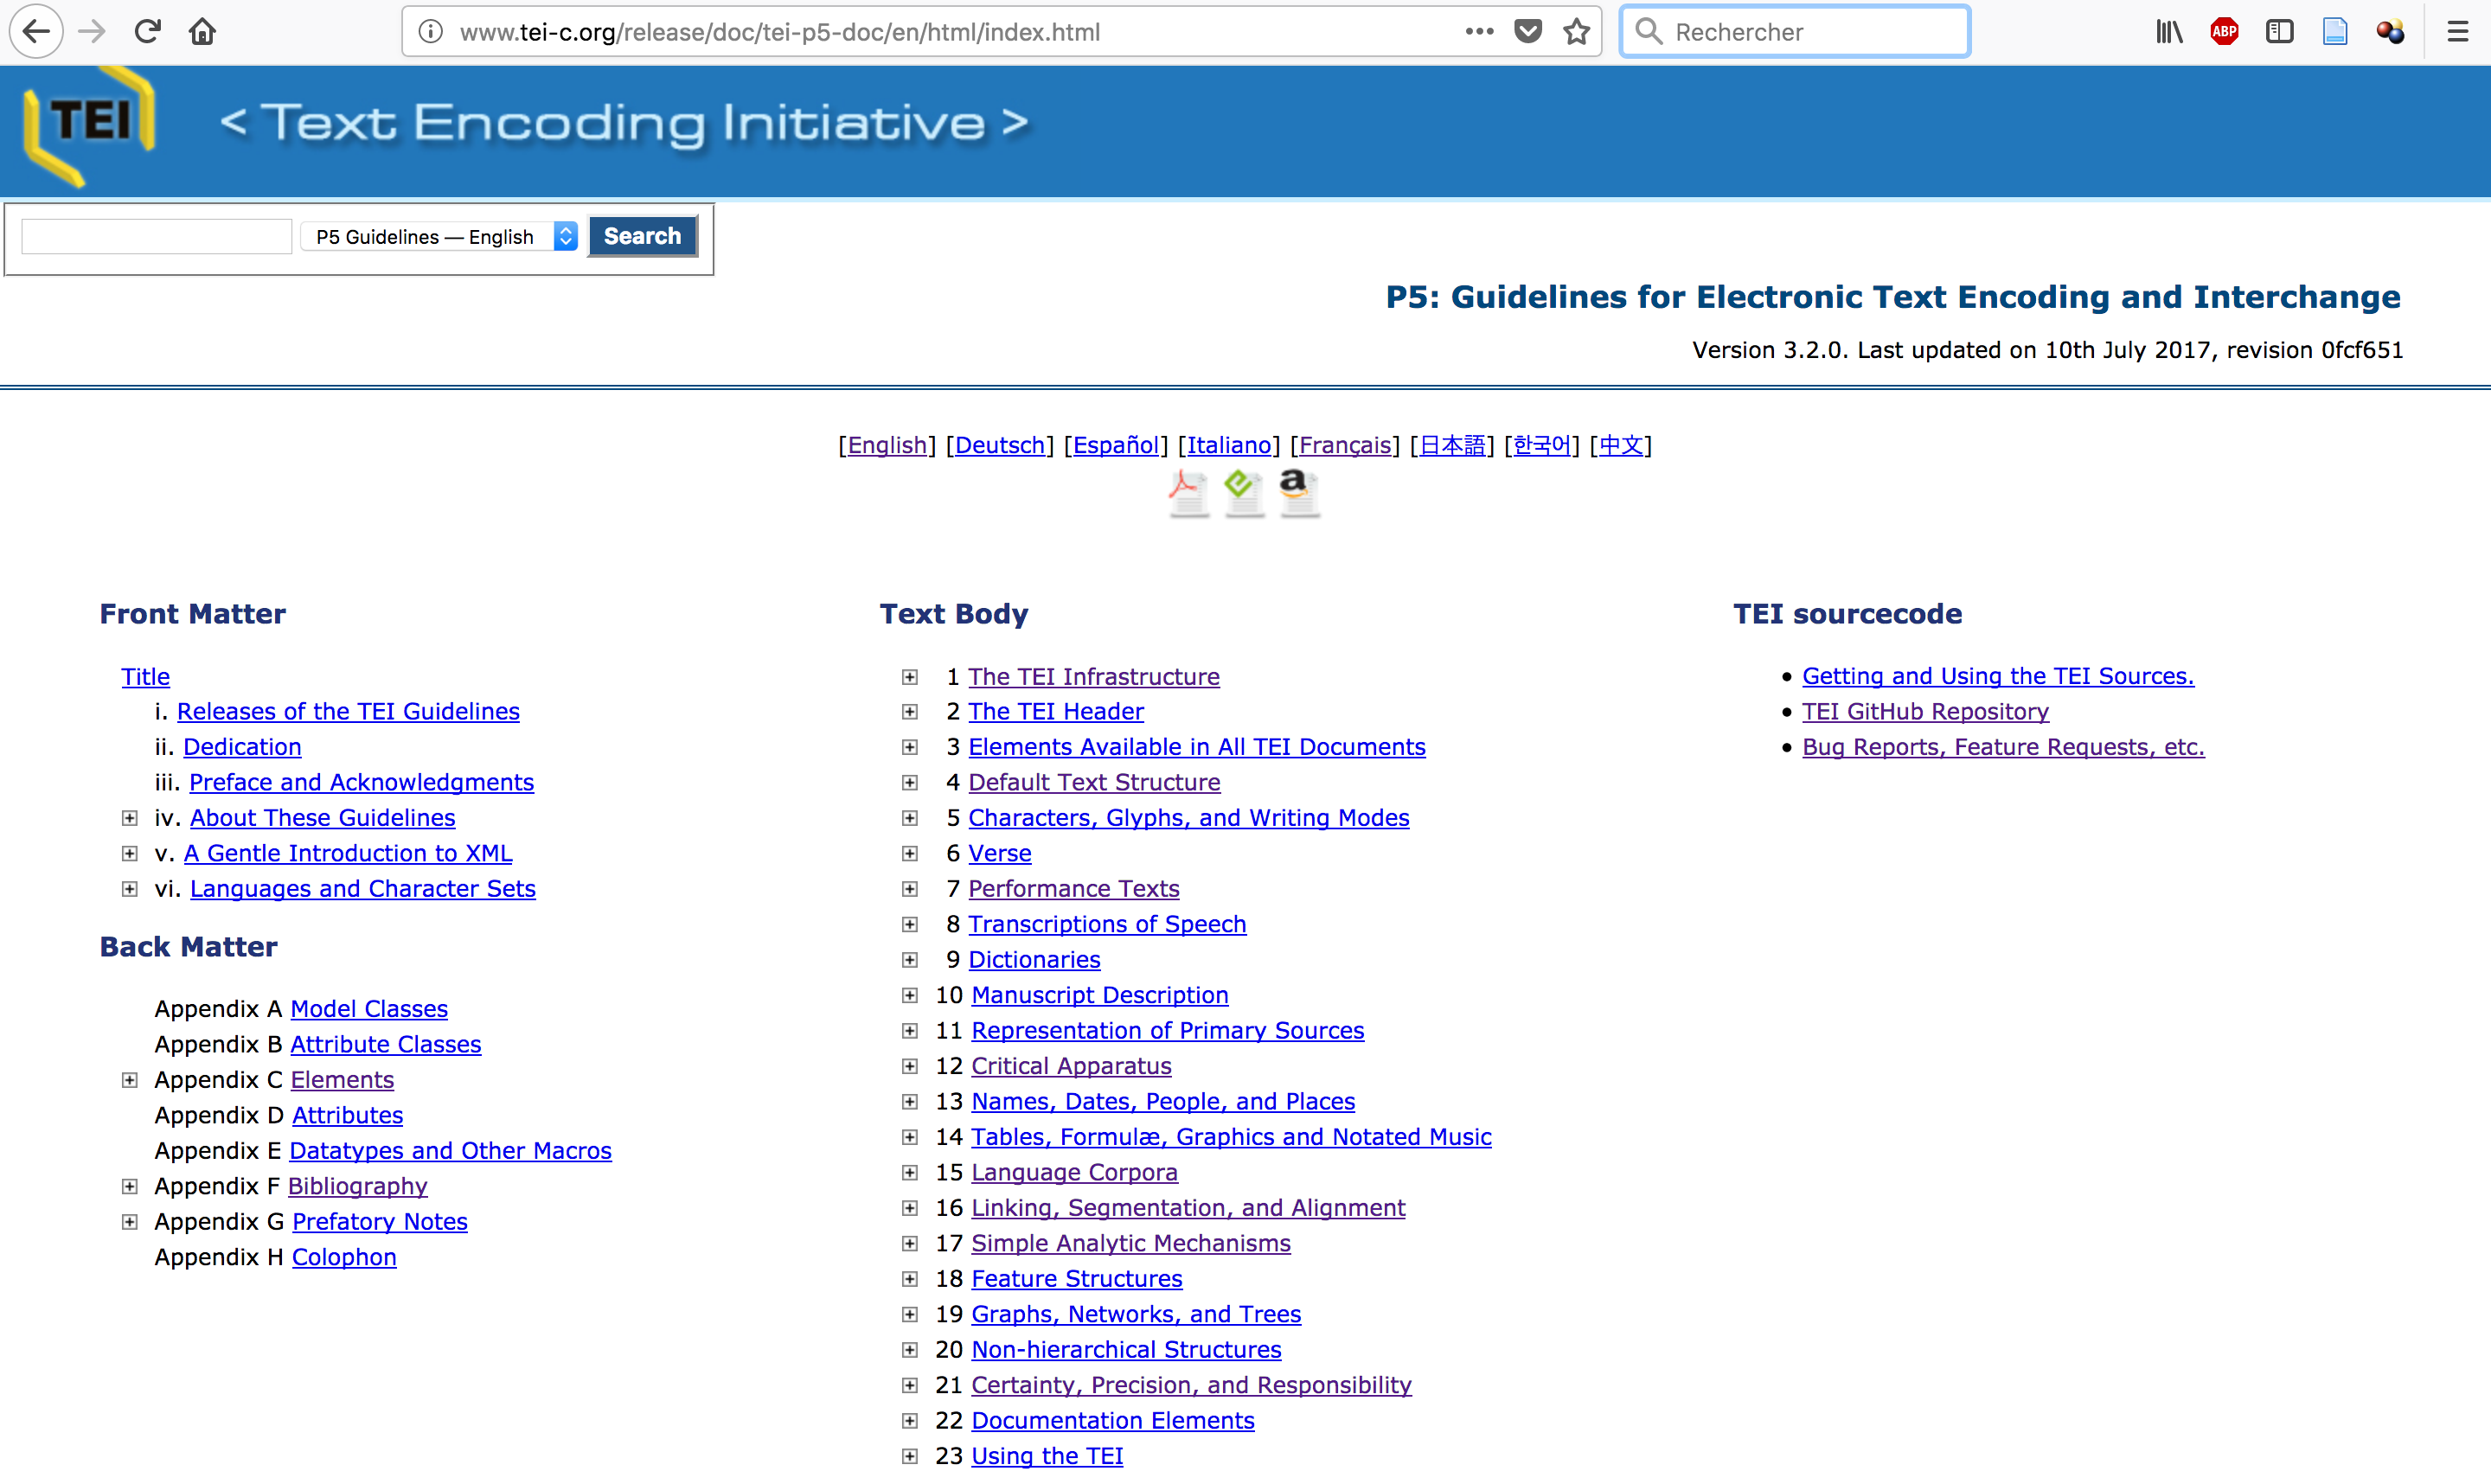 www.tei-c.org/release/doc/tei-p5-doc/en/html/index.html
Rechercher
ABP
TEI
< Text Encoding Initiative >
P5 Guidelines — English
Search
P5: Guidelines for Electronic Text Encoding and Interchange
Version 3.2.0. Last updated on 10th July 2017, revision 0fcf651
[English] [Deutsch] [Español] [Italiano] [Français] [日本語] [한국어] [中文]
Front Matter
Title
i. Releases of the TEI Guidelines
ii. Dedication
iii. Preface and Acknowledgments
iv. About These Guidelines
v. A Gentle Introduction to XML
vi. Languages and Character Sets
Back Matter
Appendix A Model Classes
Appendix B Attribute Classes
Appendix C Elements
Appendix D Attributes
Appendix E Datatypes and Other Macros
Appendix F Bibliography
Appendix G Prefatory Notes
Appendix H Colophon
Text Body
1 The TEI Infrastructure
2 The TEI Header
3 Elements Available in All TEI Documents
4 Default Text Structure
5 Characters, Glyphs, and Writing Modes
6 Verse
7 Performance Texts
8 Transcriptions of Speech
9 Dictionaries
10 Manuscript Description
11 Representation of Primary Sources
12 Critical Apparatus
13 Names, Dates, People, and Places
14 Tables, Formulæ, Graphics and Notated Music
15 Language Corpora
16 Linking, Segmentation, and Alignment
17 Simple Analytic Mechanisms
18 Feature Structures
19 Graphs, Networks, and Trees
20 Non-hierarchical Structures
21 Certainty, Precision, and Responsibility
22 Documentation Elements
23 Using the TEI
TEI sourcecode
• Getting and Using the TEI Sources.
• TEI GitHub Repository
• Bug Reports, Feature Requests, etc.